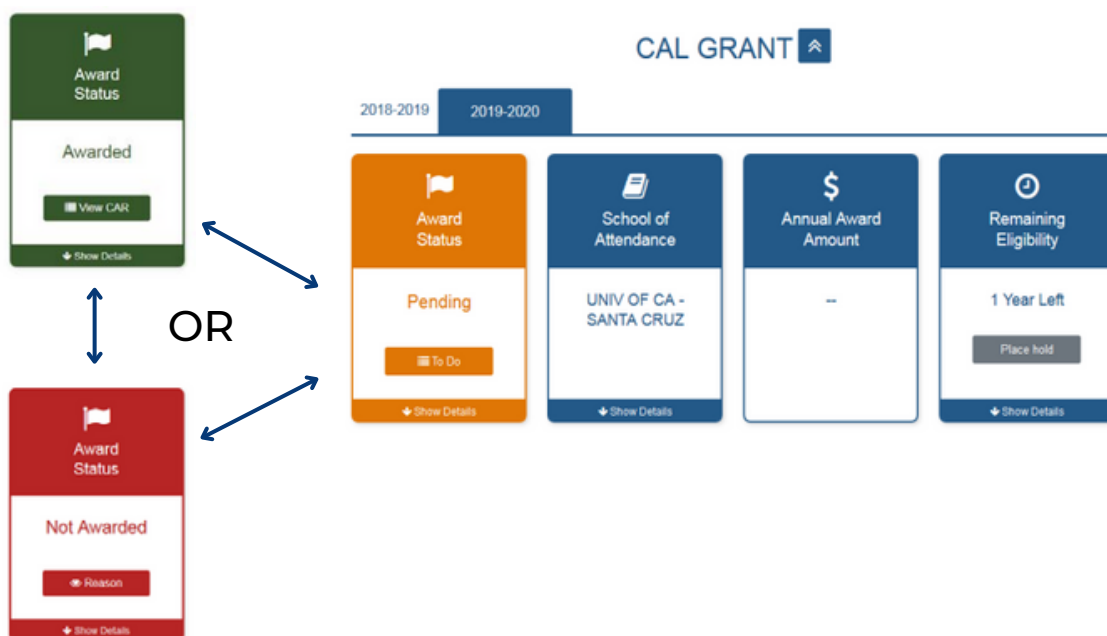 Award
Status
Awarded
View CAR
Show Details
OR
Award
Status
Not Awarded
Reason
Show Details
CAL GRANT
2018-2019
2019-2020
Award
Status
Pending
To Do
Show Details
School of
Attendance
UNIV OF CA -
SANTA CRUZ
Show Details
$
Annual Award
Amount
--
Remaining
Eligibility
1 Year Left
Place hold
Show Details